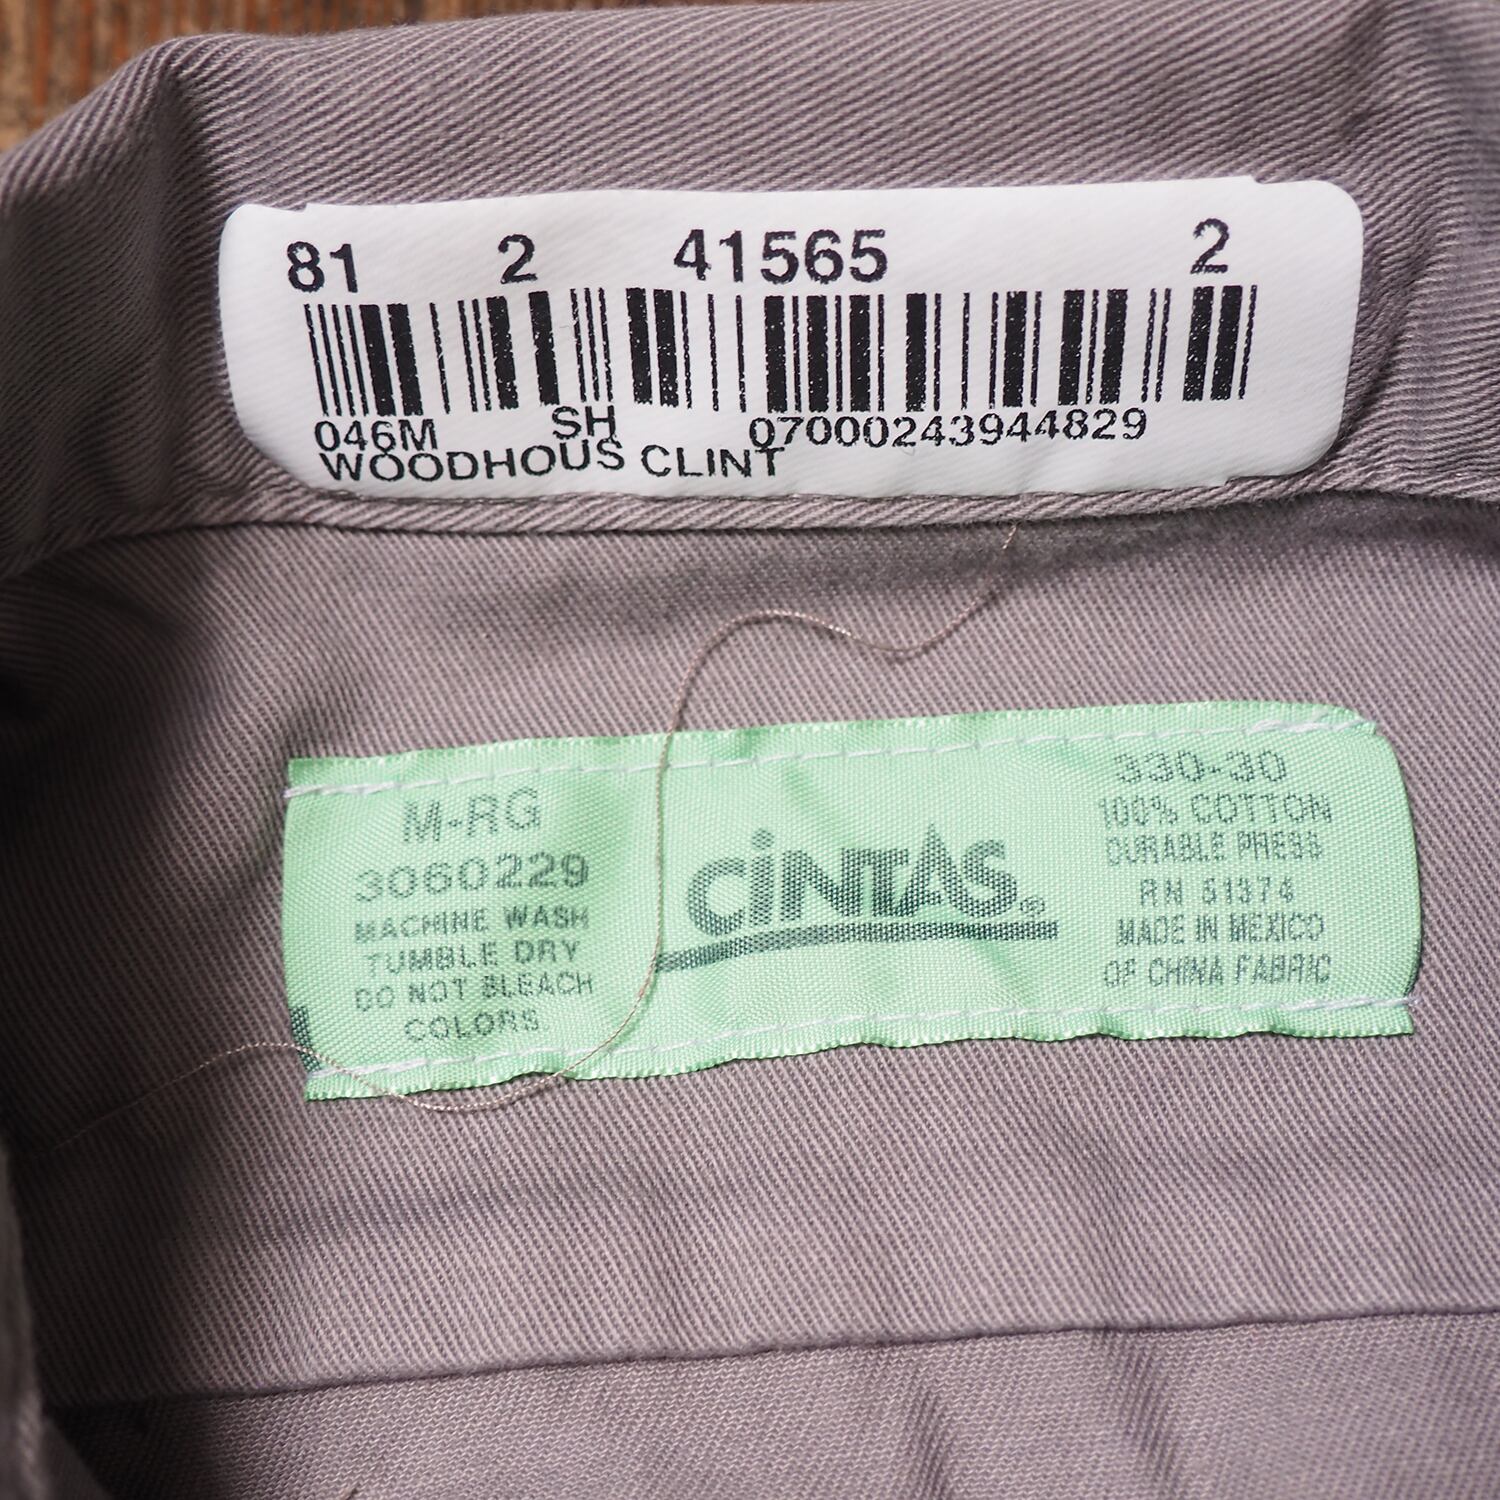 81 2 41565 2
046M SH 07000243944829
WOODHOUS CLINT
M-RG
3060229
MACHINE WASH
TUMBLE DRY
DO NOT BLEACH
COLORS.
CiNTAS®
330-30
100% COTTON
DURABLE PRESS
RN 51374
MADE IN MEXICO
OF CHINA FABRIC